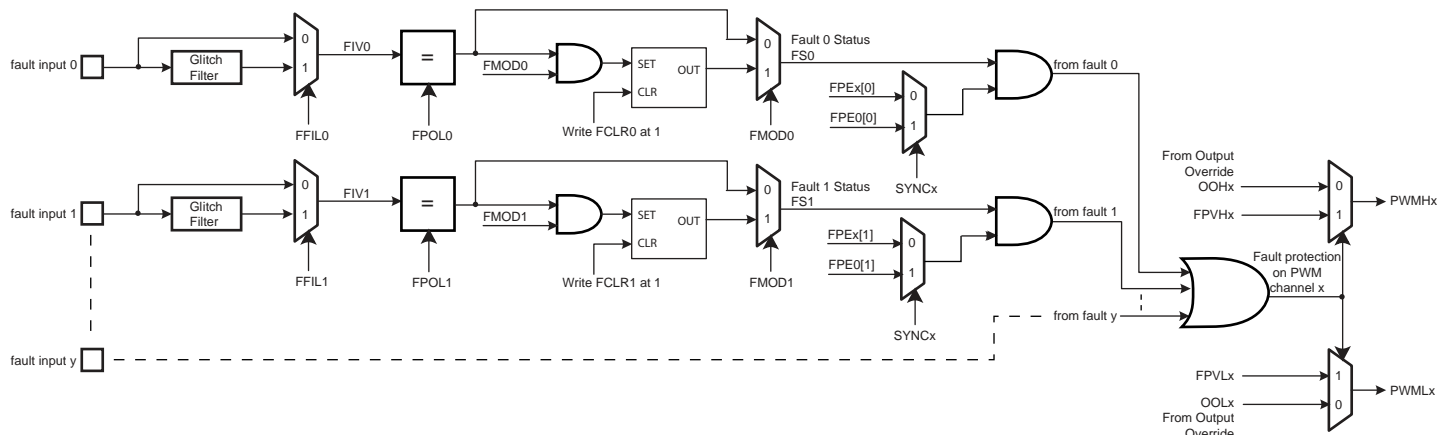 fault input 0
Glitch
Filter
0
1
FFIL0
FIV0
=
FPOL0
FMOD0
SET
OUT
CLR
Write FCLR0 at 1
0
1
FMOD0
Fault 0 Status
FS0
FPEx[0]
FPE0[0]
0
1
SYNCx
from fault 0
fault input 1
Glitch
Filter
0
1
FFIL1
FIV1
=
FPOL1
FMOD1
SET
OUT
CLR
Write FCLR1 at 1
0
1
FMOD1
Fault 1 Status
FS1
FPEx[1]
FPE0[1]
0
1
SYNCx
from fault 1
fault input y
from fault y
From Output
Override
OOHx
FPVHx
0
1
PWMHx
Fault protection
on PWM
channel x
FPVLx
OOLx
From Output
Override
1
0
PWMLx